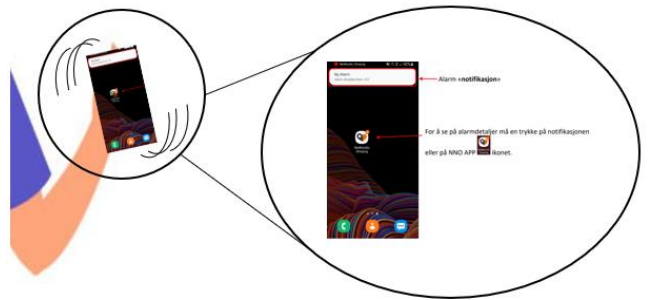 Alarm «notifikasjon»
For å se på alarmdetaljer må en trykke på notifikasjonen
eller på NNO APP ikonet.